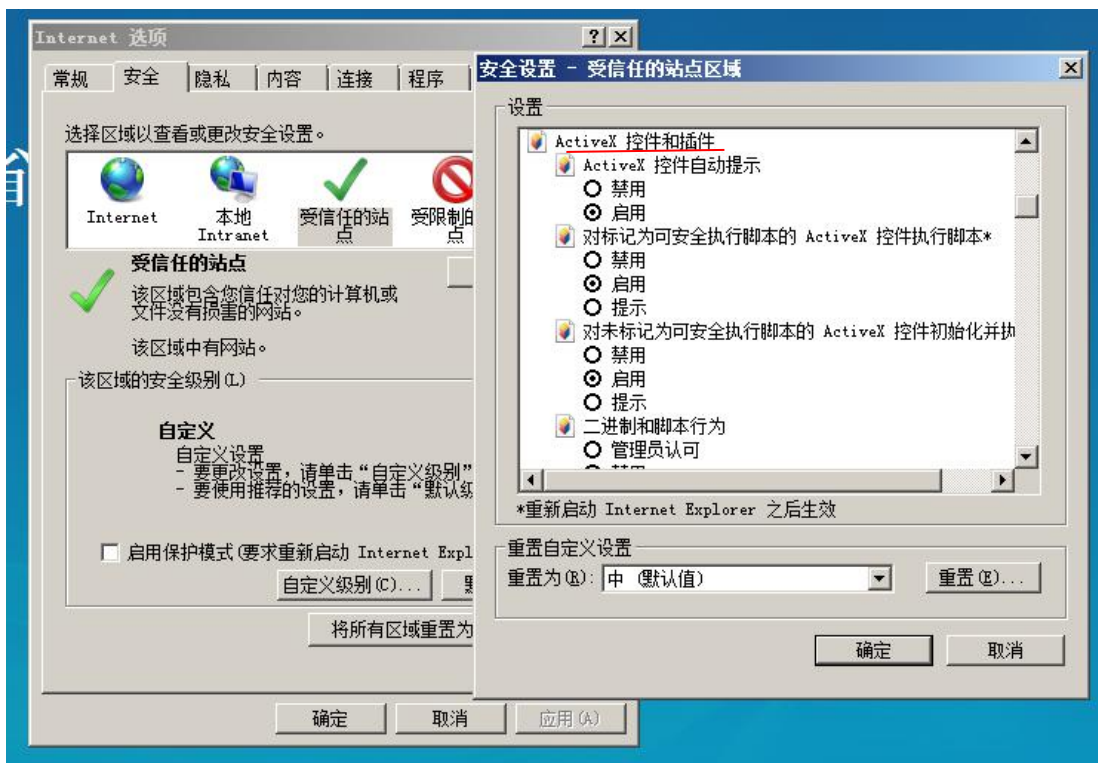 Internet 选项
常规
安全
隐私
内容
连接
程序
选择区域以查看或更改安全设置。
Internet
本地
Intranet
受信任的站
点
受限制的
点
受信任的站点
该区域包含您信任对您的计算机或
文件没有损害的网站。
该区域中有网站。
该区域的安全级别(L)
自定义
自定义设置
- 要更改设置，请单击“自定义级别”
- 要使用推荐的设置，请单击“默认级
启用保护模式(要求重新启动 Internet Expl
自定义级别(C)...
将所有区域重置为
确定
取消
应用(A)
安全设置 - 受信任的站点区域
设置
ActiveX 控件和插件
ActiveX 控件自动提示
禁用
启用
对标记为可安全执行脚本的 ActiveX 控件执行脚本*
禁用
启用
提示
对未标记为可安全执行脚本的 ActiveX 控件初始化并执
禁用
启用
提示
二进制和脚本行为
管理员认可
*重新启动 Internet Explorer 之后生效
重置自定义设置
重置为(R):
中 (默认值)
重置(E)...
确定
取消